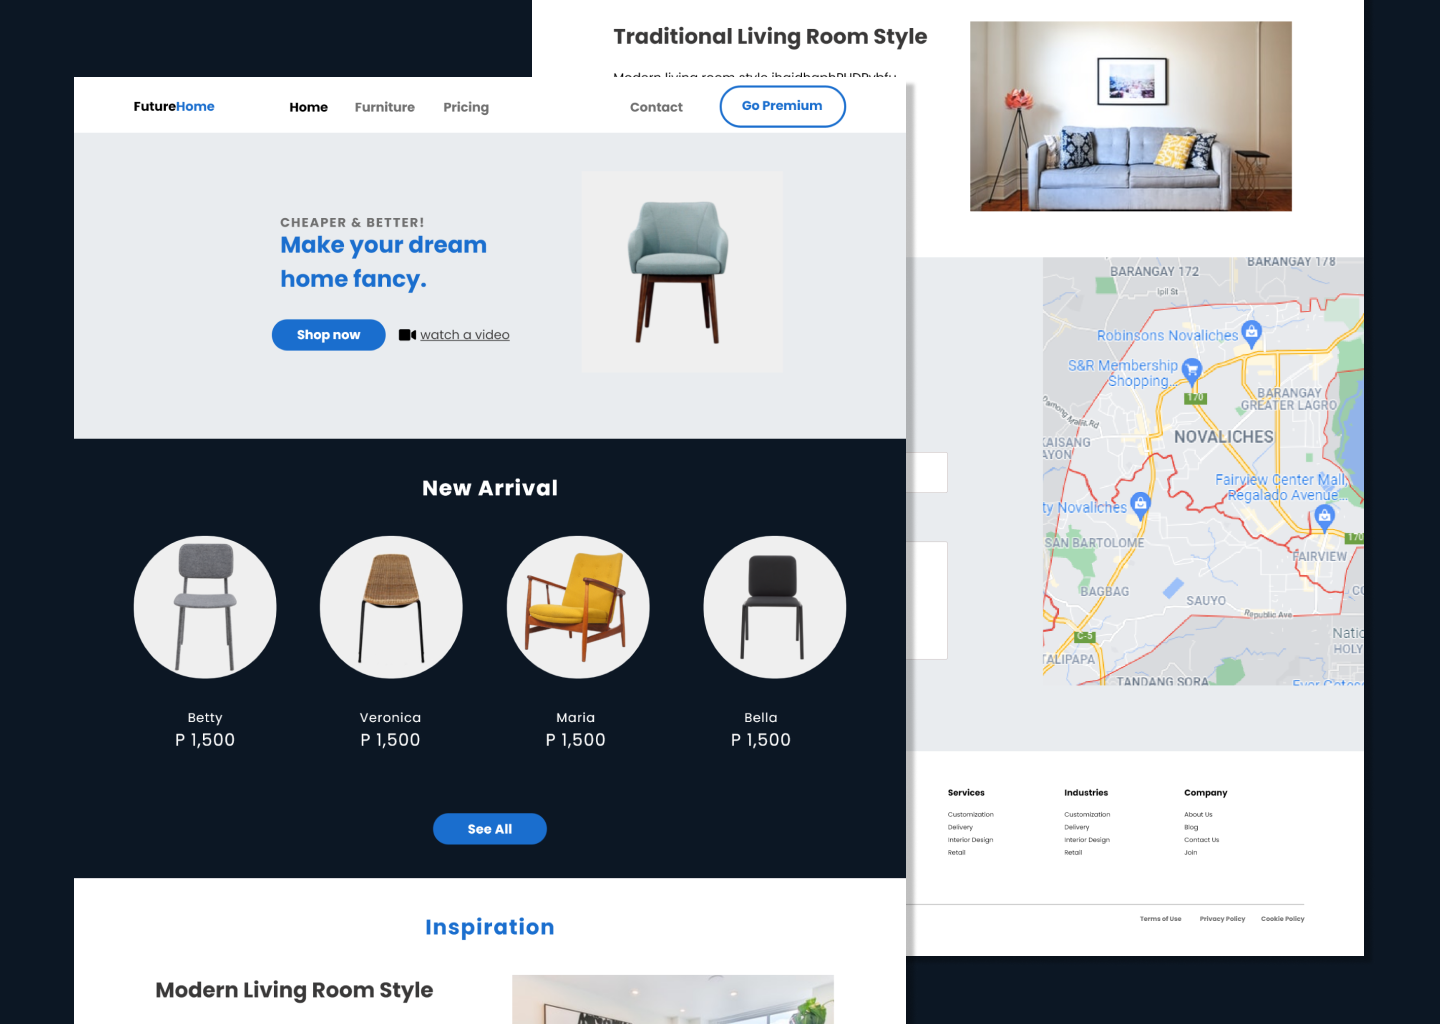 FutureHome
Home
Furniture
Pricing
Contact
Go Premium
CHEAPER & BETTER!
Make your dream
home fancy.
Shop now
watch a video
New Arrival
Betty
P 1,500
Veronica
P 1,500
Maria
P 1,500
Bella
P 1,500
See All
Inspiration
Modern Living Room Style
Traditional Living Room Style
BARANGAY 172
BARANGAY 178
Ipil St
Robinsons Novaliches
S&R Membership
Shopping...
170
BARANGAY
GREATER LAGRO
NOVALICHES
KAISANG
AYON
Fairview Center Mall,
Regalado Avenue...
ty Novaliches
170
SAN BARTOLOME
FAIRVIEW
BAGBAG
SAUYO
Republic Ave
C-5
TALIPAPA
TANDANG SORA
Services
Customization
Delivery
Interior Design
Retail
Industries
Customization
Delivery
Interior Design
Retail
Company
About Us
Blog
Contact Us
Join
Terms of Use
Privacy Policy
Cookie Policy